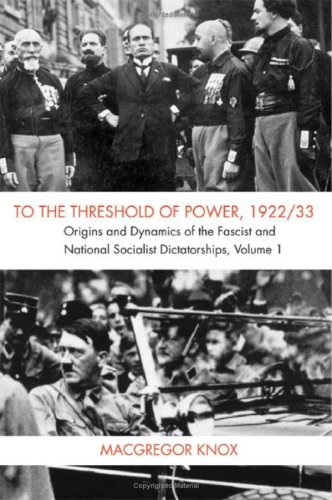 TO THE THRESHOLD OF POWER, 1922/33
Origins and Dynamics of the Fascist and
National Socialist Dictatorships, Volume 1
MACGREGOR KNOX